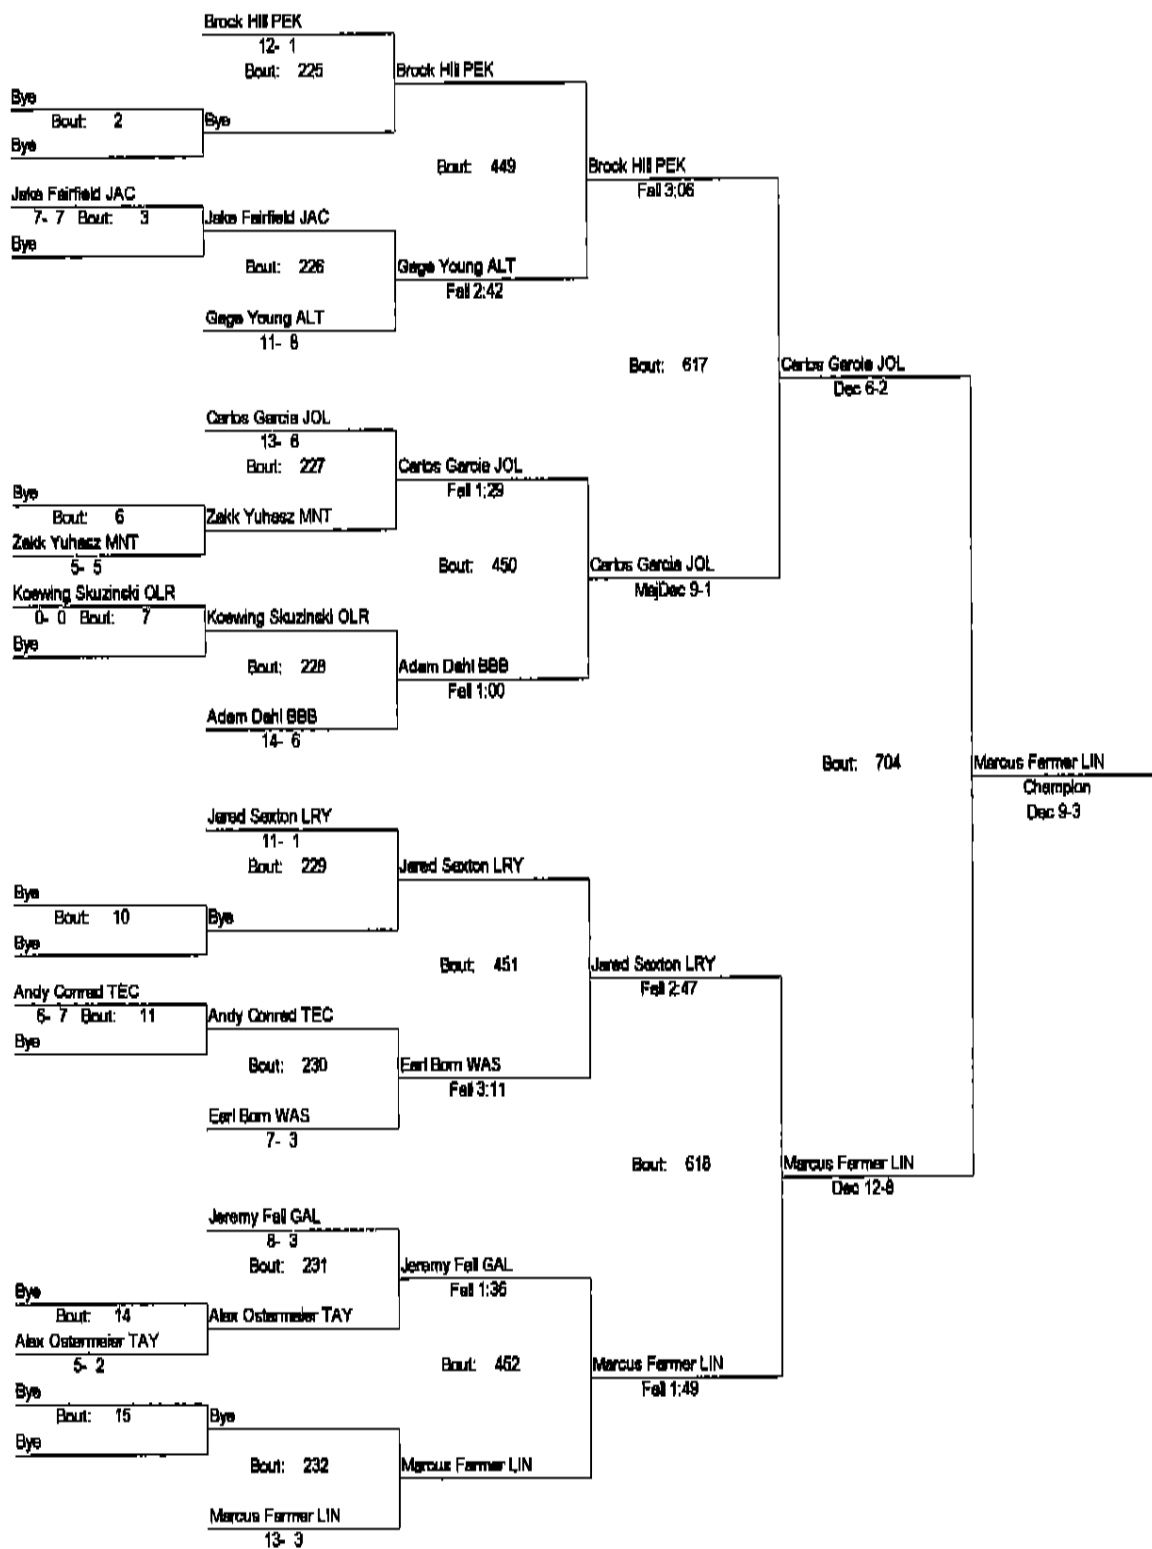 Brock Hill PEK
12- 1
Bout: 225
Brock Hill PEK
Bye
Bout: 2
Bye
Bye
Bout: 449
Brock Hill PEK
Fall 3:06
Jake Fairfield JAC
7- 7 Bout: 3
Jake Fairfield JAC
Bye
Bout: 226
Gage Young ALT
Fall 2:42
Gage Young ALT
11- 8
Bout: 617
Carlos Garcia JOL
Dec 6-2
Carlos Garcia JOL
13- 6
Bout: 227
Carlos Garcia JOL
Fall 1:29
Bye
Bout: 6
Zakk Yuhasz MNT
Zakk Yuhasz MNT
5- 5
Bout: 450
Carlos Garcia JOL
MajDec 9-1
Koewing Skuzinski OLR
0- 0 Bout: 7
Koewing Skuzinski OLR
Bye
Bout: 228
Adam Dahl BBB
Fall 1:00
Adam Dahl BBB
14- 6
Bout: 704
Marcus Farmer LIN
Champion
Dec 9-3
Jared Sexton LRY
11- 1
Bout: 229
Jared Sexton LRY
Bye
Bout: 10
Bye
Bye
Bout: 451
Jared Sexton LRY
Fall 2:47
Andy Conrad TEC
6- 7 Bout: 11
Andy Conrad TEC
Bye
Bout: 230
Earl Born WAS
Fall 3:11
Earl Born WAS
7- 3
Bout: 618
Marcus Farmer LIN
Dec 12-8
Jeremy Fail GAL
8- 3
Bout: 231
Jeremy Fail GAL
Fall 1:36
Bye
Bout: 14
Alex Ostermeier TAY
Alex Ostermeier TAY
5- 2
Bout: 452
Marcus Farmer LIN
Fall 1:49
Bye
Bout: 15
Bye
Bye
Bout: 232
Marcus Farmer LIN
Marcus Farmer LIN
13- 3